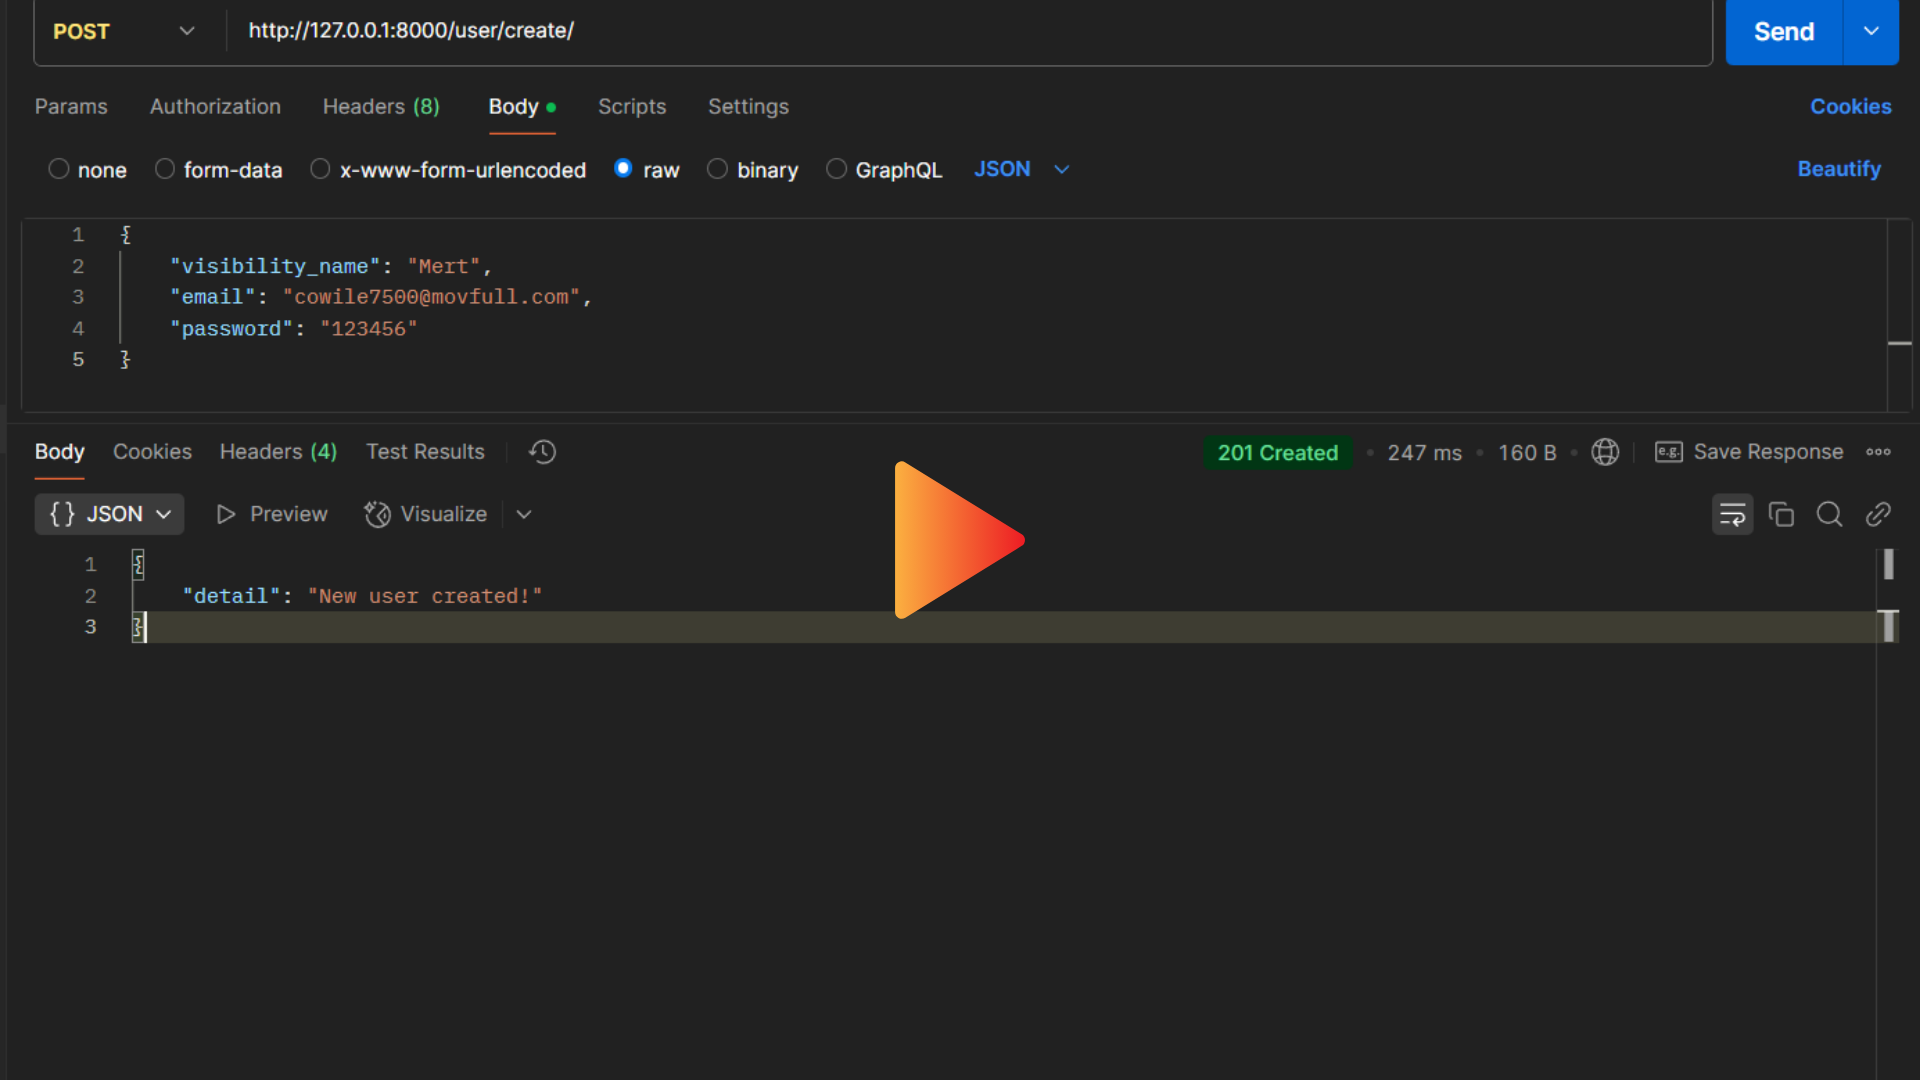 POST http://127.0.0.1:8000/user/create/ Send
Params Authorization Headers (8) Body Scripts Settings Cookies
none form-data x-www-form-urlencoded raw binary GraphQL JSON Beautify
1 {
2 "visibility_name": "Mert",
3 "email": "cowile7500@movfull.com",
4 "password": "123456"
5 }
Body Cookies Headers (4) Test Results 201 Created • 247 ms • 160 B • e.g. Save Response
{} JSON Preview Visualize
1 {
2 "detail": "New user created!"
3 }